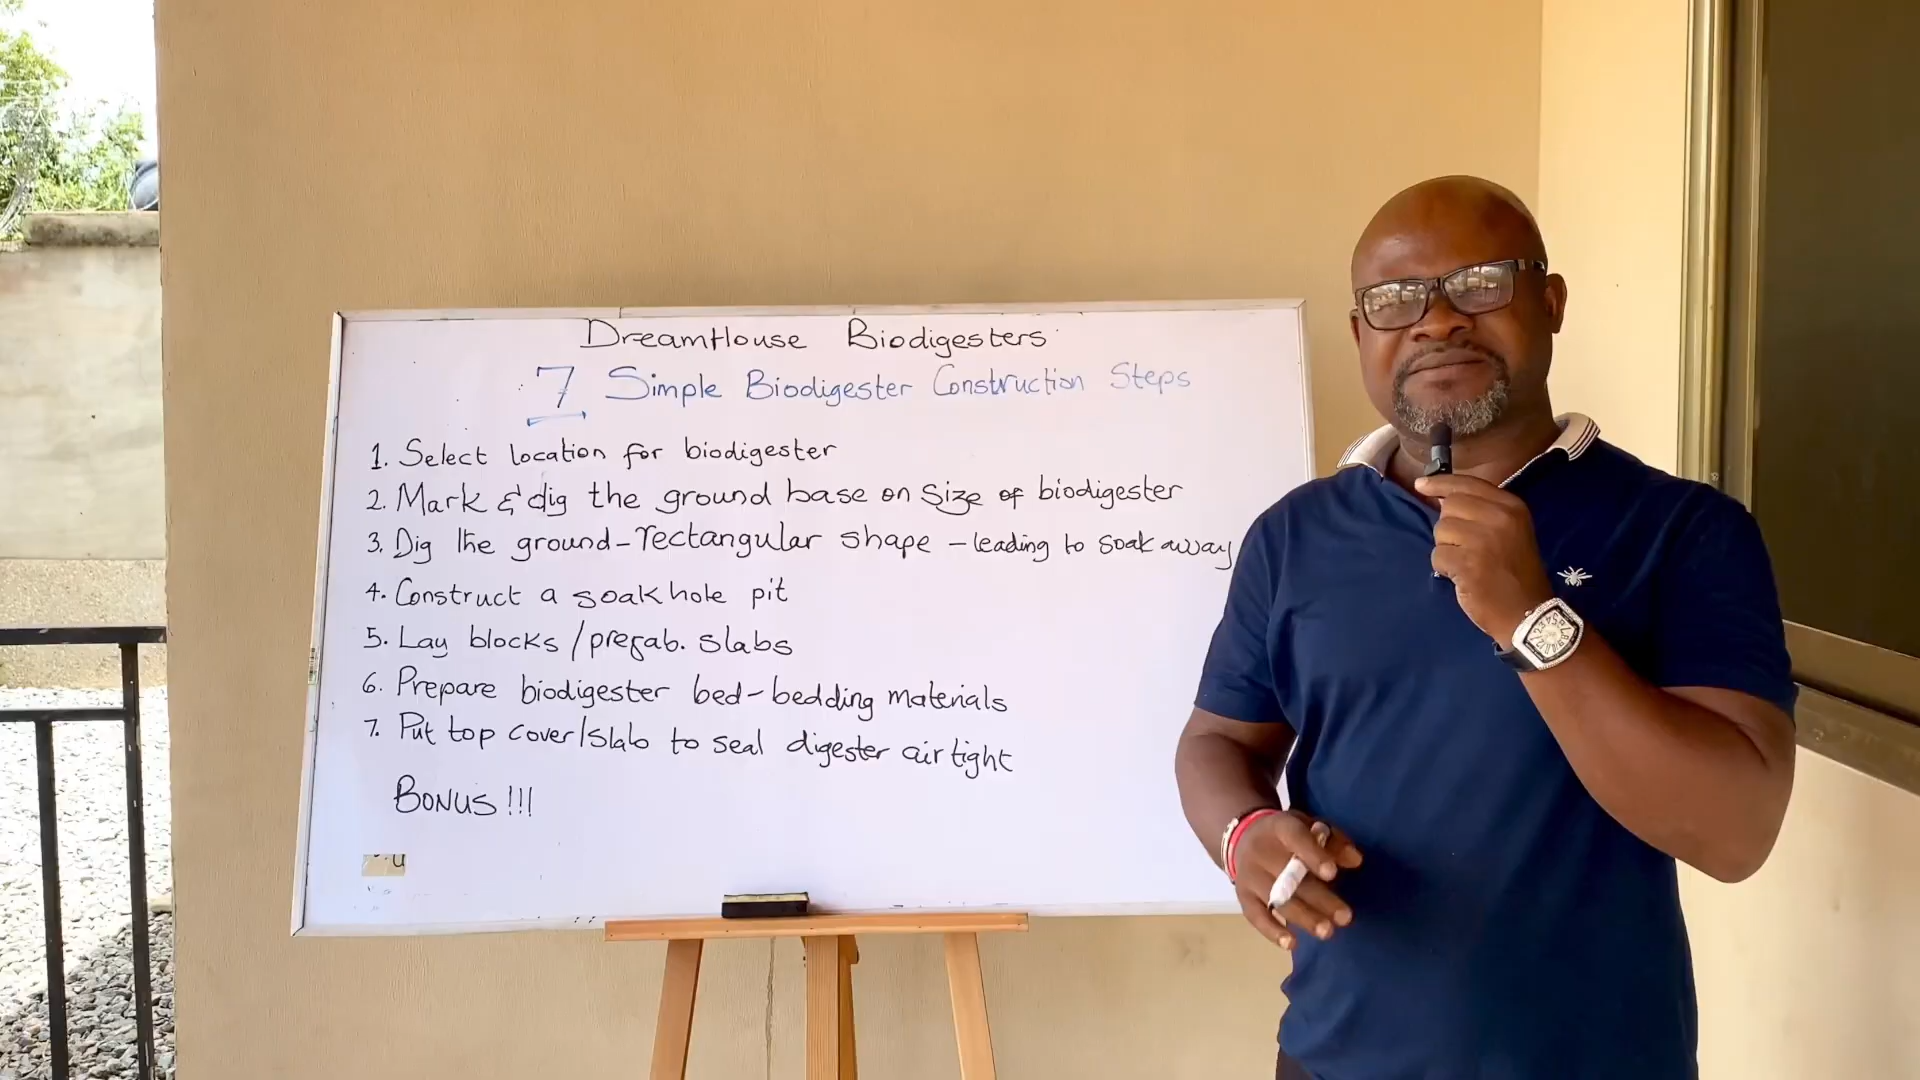 DreamHouse Biodigesters
7 Simple Biodigester Construction Steps
1. Select location for biodigester
2. Mark & dig the ground base on size of biodigester
3. Dig the ground - rectangular shape - leading to soak away
4. Construct a soak hole pit
5. Lay blocks / prefab. slabs
6. Prepare biodigester bed - bedding materials
7. Put top cover/slab to seal digester air tight
BONUS !!!